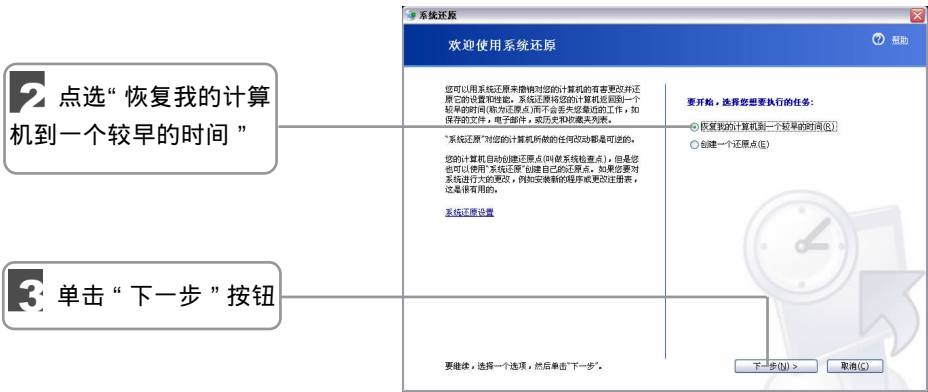 系统还原
欢迎使用系统还原
帮助
2 点选“恢复我的计算
机到一个较早的时间”
您可以用系统还原来撤销对您的计算机的有害更改并还
原它的设置和性能。系统还原将您的计算机返回到一个
较早的时间(称为还原点)而不会丢失您最近的工作，如
保存的文件，电子邮件，或历史和收藏夹列表。
“系统还原”对您的计算机所做的任何改动都是可逆的。
您的计算机自动创建还原点(叫做系统检查点)，但是您
也可以使用“系统还原”创建自己的还原点。如果您要对
系统进行大的更改，例如安装新的程序或更改注册表，
这是很有用的。
系统还原设置
要开始，选择您想要执行的任务:
恢复我的计算机到一个较早的时间(R)
创建一个还原点(E)
3 单击“下一步”按钮
要继续，选择一个选项，然后单击“下一步”。
下一步(N) >
取消(C)